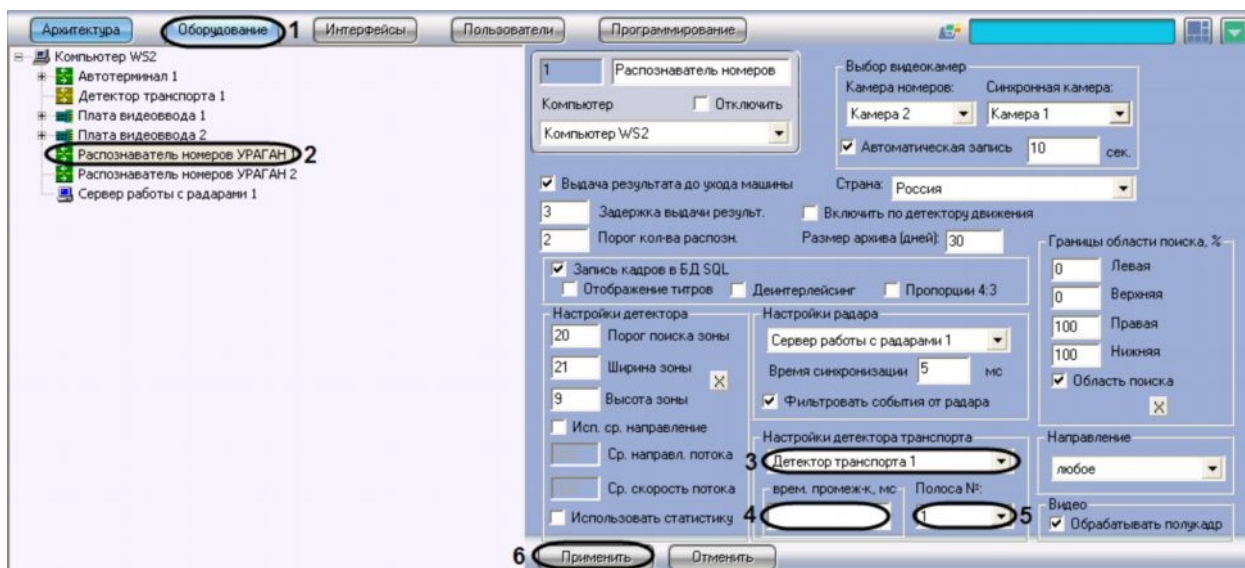 Архитектура Оборудование 1 Интерфейсы Пользователи Программирование
Компьютер WS2
Автотерминал 1
Детектор транспорта 1
Плата видеоввода 1
Плата видеоввода 2
Распознаватель номеров УРАГАН 1 2
Распознаватель номеров УРАГАН 2
Сервер работы с радарами 1
1 Распознаватель номеров
Компьютер Отключить
Компьютер WS2
Выбор видеокамер
Камера номеров: Синхронная камера:
Камера 2 Камера 1
Автоматическая запись 10 сек.
Выдача результата до ухода машины
Страна: Россия
3 Задержка выдачи результ.
Включить по детектору движения
2 Порог кол-ва распозн.
Размер архива (дней): 30
Запись кадров в БД SQL
Отображение титров Деинтерлейсинг Пропорции 4:3
Границы области поиска, %
0 Левая
0 Верхняя
100 Правая
100 Нижняя
Область поиска
X
Настройки детектора
20 Порог поиска зоны
21 Ширина зоны
X
9 Высота зоны
Исп. ср. направление
Ср. направл. потока
Ср. скорость потока
Использовать статистику
Настройки радара
Сервер работы с радарами 1
Время синхронизации 5 мс
Фильтровать события от радара
Настройки детектора транспорта
3 Детектор транспорта 1
врем. промеж-к, мс Полоса №:
4 1 5
Направление
любое
Видео
Обрабатывать полукадр
6 Применить Отменить